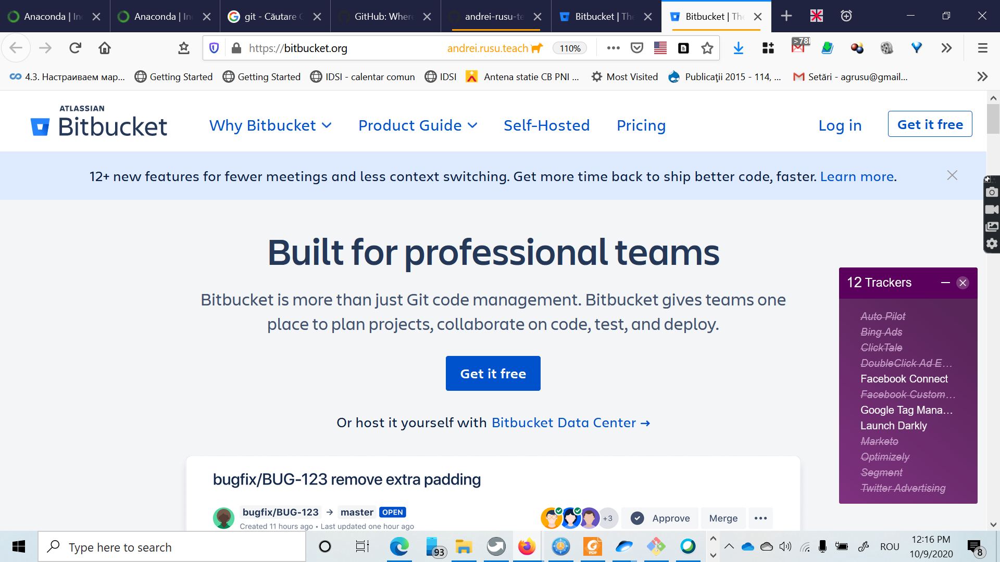 Anaconda | In
Anaconda | In
git - Căutare G
GitHub: Where
andrei-rusu-te
Bitbucket | The
Bitbucket | The
https://bitbucket.org
andrei.rusu.teach
110%
>78
4.3. Настраиваем мар...
Getting Started
Getting Started
IDSI - calentar comun
IDSI
Antena statie CB PNI ...
Most Visited
Publicaţii 2015 - 114, ...
Setări - agrusu@gmail...
ATLASSIAN
Bitbucket
Why Bitbucket
Product Guide
Self-Hosted
Pricing
Log in
Get it free
12+ new features for fewer meetings and less context switching. Get more time back to ship better code, faster. Learn more.
Built for professional teams
Bitbucket is more than just Git code management. Bitbucket gives teams one
place to plan projects, collaborate on code, test, and deploy.
Get it free
Or host it yourself with Bitbucket Data Center →
12 Trackers
Auto Pilot
Bing Ads
ClickTale
DoubleClick Ad E...
Facebook Connect
Facebook Custom...
Google Tag Mana...
Launch Darkly
Marketo
Optimizely
Segment
Twitter Advertising
bugfix/BUG-123 remove extra padding
bugfix/BUG-123 → master OPEN
Created 11 hours ago • Last updated one hour ago
+3
Approve
Merge
Type here to search
93
PDF
ROU
12:16 PM
10/9/2020
8